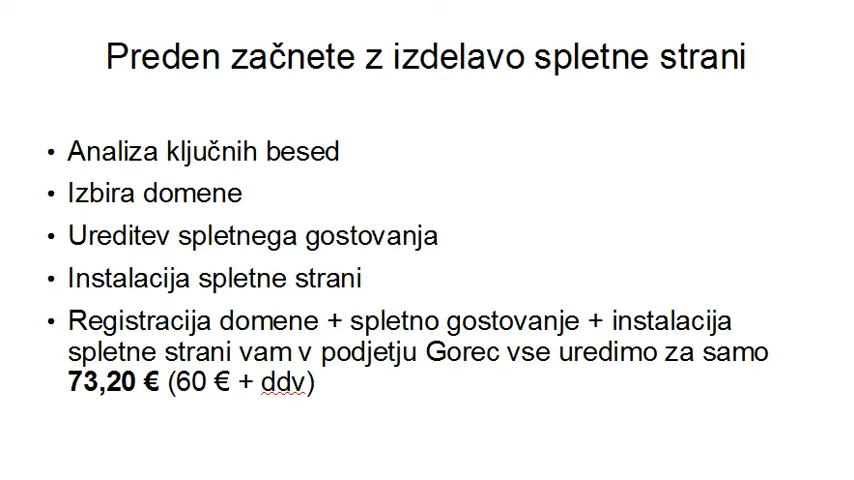 Preden začnete z izdelavo spletne strani
• Analiza ključnih besed
• Izbira domene
• Ureditev spletnega gostovanja
• Instalacija spletne strani
• Registracija domene + spletno gostovanje + instalacija
spletne strani vam v podjetju Gorec vse uredimo za samo
73,20 € (60 € + ddv)